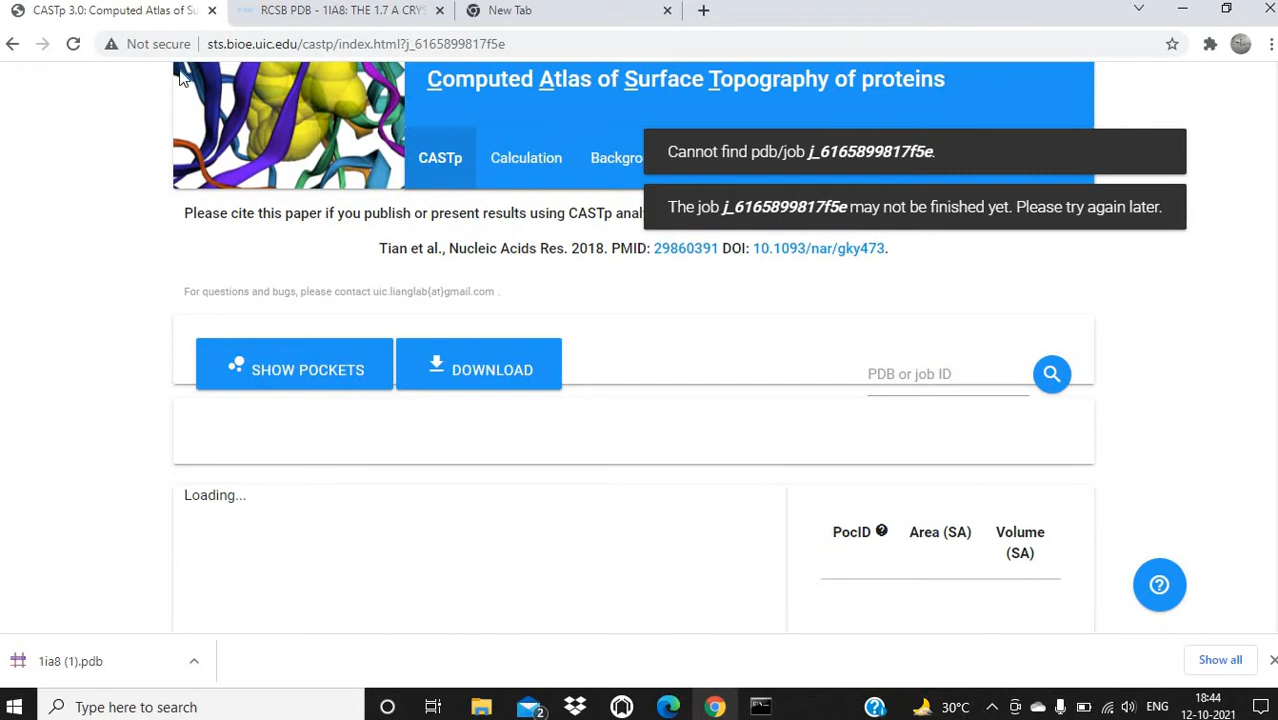 CASTp 3.0: Computed Atlas of Su
RCSB PDB - 1IA8: THE 1.7 A CRYS
New Tab
Not secure
sts.bioe.uic.edu/castp/index.html?j_6165899817f5e
Computed Atlas of Surface Topography of proteins
CASTp
Calculation
Backgro
Cannot find pdb/job j_6165899817f5e.
The job j_6165899817f5e may not be finished yet. Please try again later.
Please cite this paper if you publish or present results using CASTp anal
Tian et al., Nucleic Acids Res. 2018. PMID: 29860391 DOI: 10.1093/nar/gky473.
For questions and bugs, please contact uic.lianglab{at}gmail.com .
SHOW POCKETS
DOWNLOAD
PDB or job ID
Loading...
PocID
Area (SA)
Volume
(SA)
1ia8 (1).pdb
Show all
Type here to search
2
30°C
ENG
18:44
12-10-2021